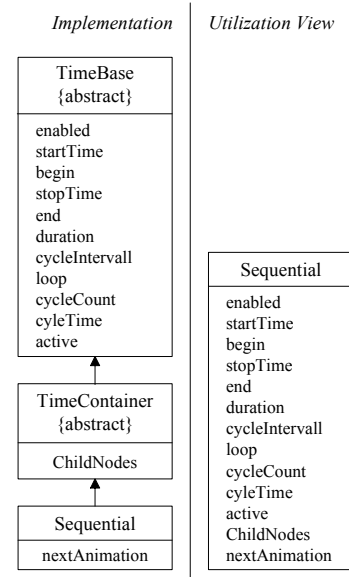 Implementation
TimeBase
{abstract}
enabled
startTime
begin
stopTime
end
duration
cycleIntervall
loop
cycleCount
cyleTime
active
TimeContainer
{abstract}
ChildNodes
Sequential
nextAnimation
Utilization View
Sequential
enabled
startTime
begin
stopTime
end
duration
cycleIntervall
loop
cycleCount
cyleTime
active
ChildNodes
nextAnimation